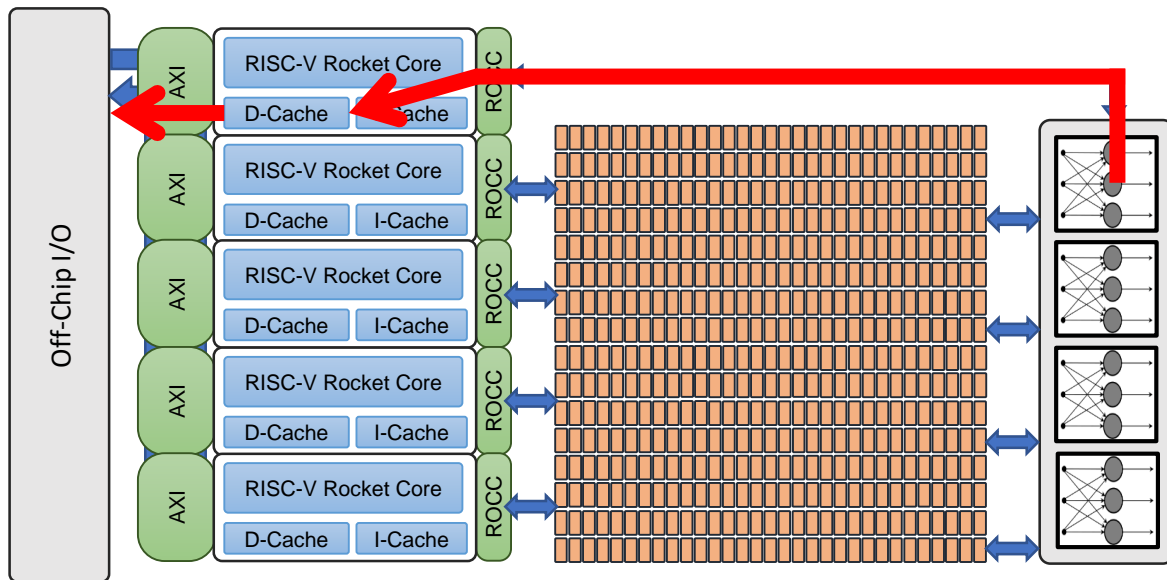 Off-Chip I/O
AXI
RISC-V Rocket Core
D-Cache
I-Cache
ROCC
AXI
RISC-V Rocket Core
D-Cache
I-Cache
ROCC
AXI
RISC-V Rocket Core
D-Cache
I-Cache
ROCC
AXI
RISC-V Rocket Core
D-Cache
I-Cache
ROCC
AXI
RISC-V Rocket Core
D-Cache
I-Cache
ROCC